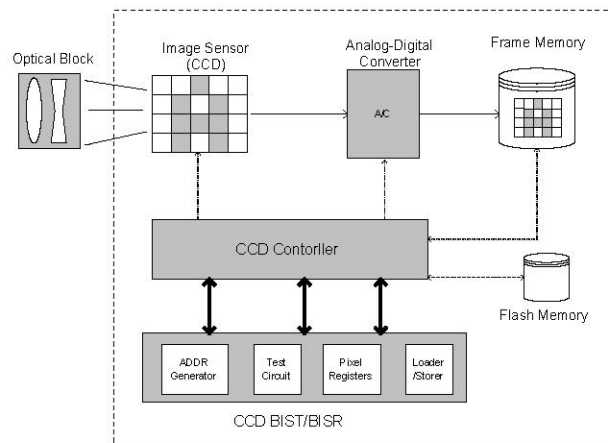 Optical Block
Image Sensor
(CCD)
Analog-Digital
Converter
Frame Memory
A/C
CCD Contorller
Flash Memory
ADDR
Generator
Test
Circuit
Pixel
Registers
Loader
/Storer
CCD BIST/BISR